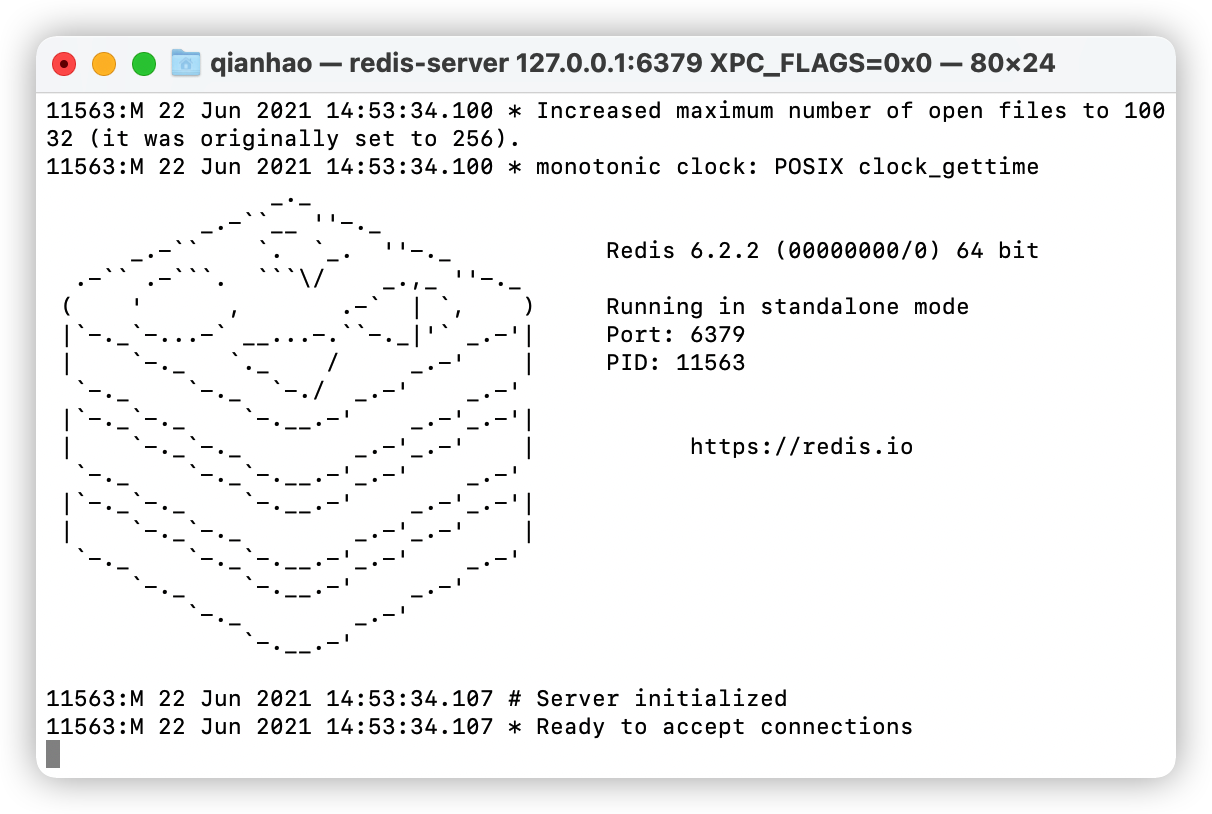 qianhao — redis-server 127.0.0.1:6379 XPC_FLAGS=0x0 — 80×24
11563:M 22 Jun 2021 14:53:34.100 * Increased maximum number of open files to 100
32 (it was originally set to 256).
11563:M 22 Jun 2021 14:53:34.100 * monotonic clock: POSIX clock_gettime
Redis 6.2.2 (00000000/0) 64 bit
Running in standalone mode
Port: 6379
PID: 11563
https://redis.io
11563:M 22 Jun 2021 14:53:34.107 # Server initialized
11563:M 22 Jun 2021 14:53:34.107 * Ready to accept connections